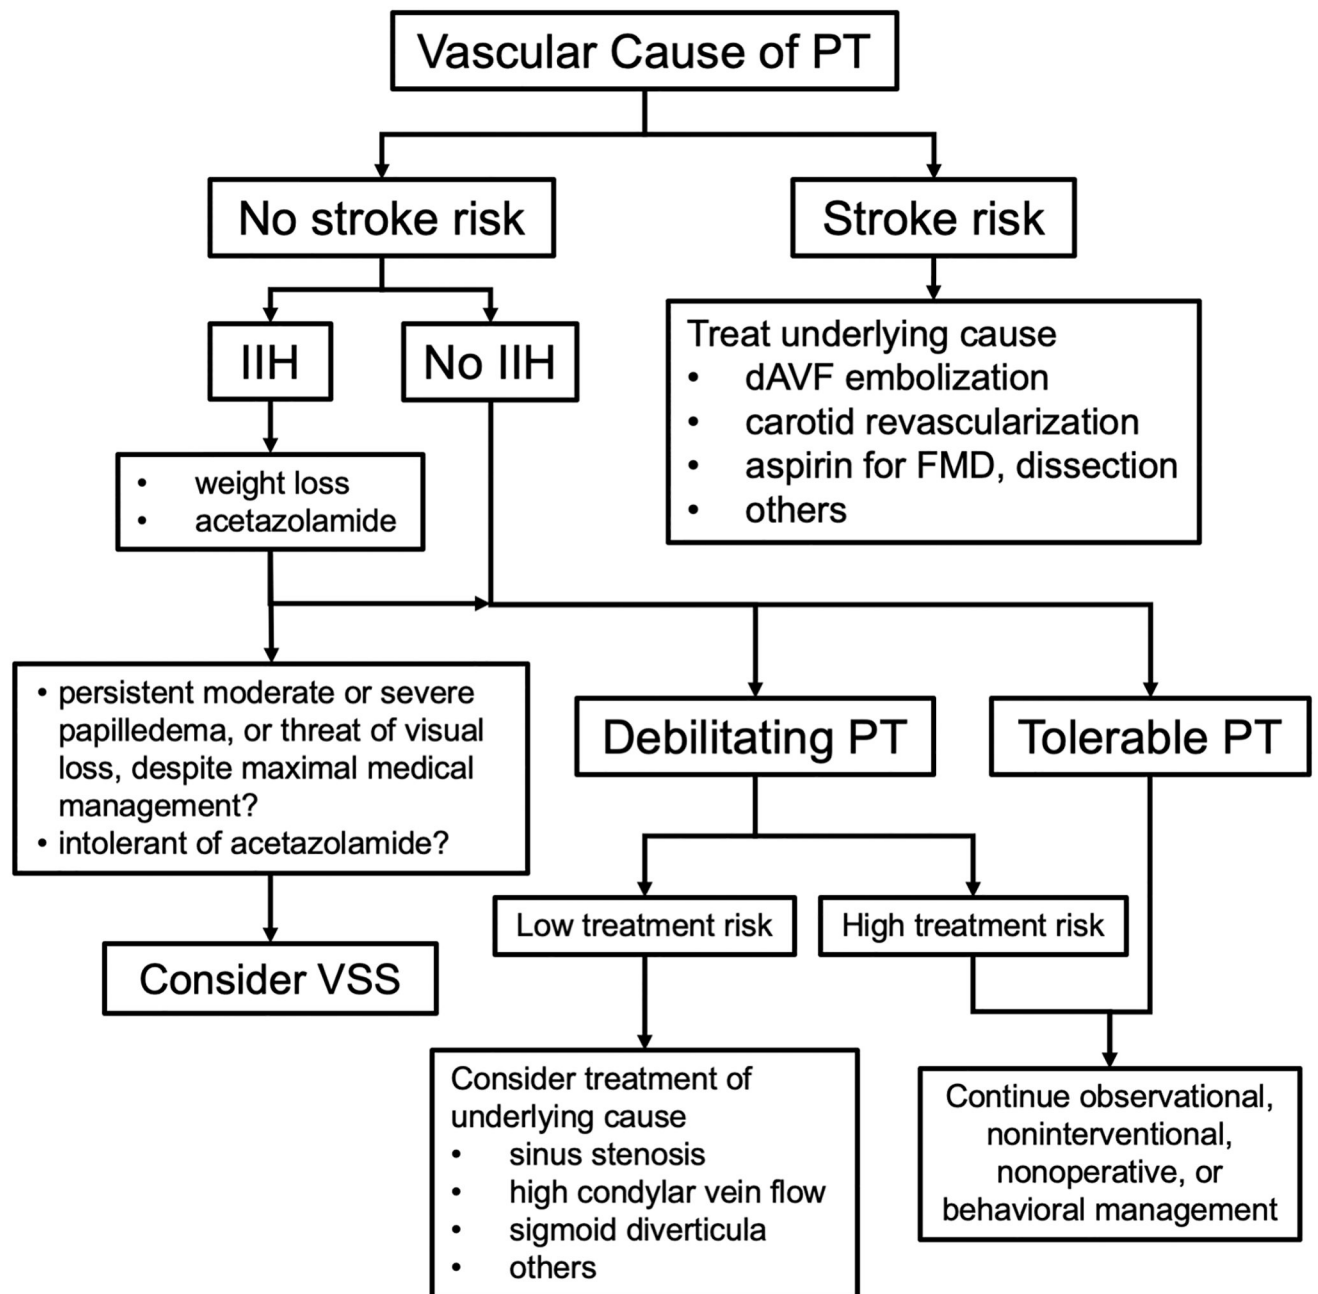 Vascular Cause of PT
No stroke risk
Stroke risk
IIH
No IIH
Treat underlying cause
• dAVF embolization
• carotid revascularization
• aspirin for FMD, dissection
• others
• weight loss
• acetazolamide
• persistent moderate or severe
papilledema, or threat of visual
loss, despite maximal medical
management?
• intolerant of acetazolamide?
Debilitating PT
Tolerable PT
Low treatment risk
High treatment risk
Consider VSS
Consider treatment of
underlying cause
• sinus stenosis
• high condylar vein flow
• sigmoid diverticula
• others
Continue observational,
noninterventional,
nonoperative, or
behavioral management